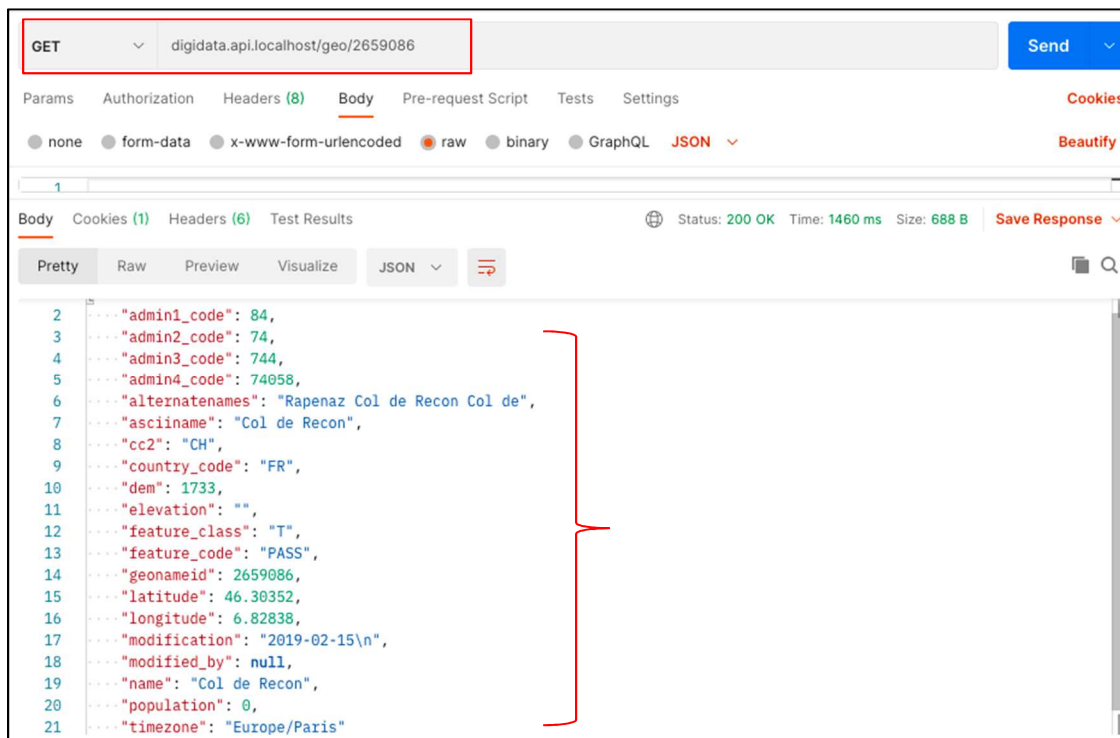 GET digidata.api.localhost/geo/2659086 Send
Params Authorization Headers (8) Body Pre-request Script Tests Settings Cookies
none form-data x-www-form-urlencoded raw binary GraphQL JSON Beautify
1
Body Cookies (1) Headers (6) Test Results Status: 200 OK Time: 1460 ms Size: 688 B Save Response
Pretty Raw Preview Visualize JSON
2 "admin1_code": 84,
3 "admin2_code": 74,
4 "admin3_code": 744,
5 "admin4_code": 74058,
6 "alternatenames": "Rapenaz Col de Recon Col de",
7 "asciiname": "Col de Recon",
8 "cc2": "CH",
9 "country_code": "FR",
10 "dem": 1733,
11 "elevation": "",
12 "feature_class": "T",
13 "feature_code": "PASS",
14 "geonameid": 2659086,
15 "latitude": 46.30352,
16 "longitude": 6.82838,
17 "modification": "2019-02-15\n",
18 "modified_by": null,
19 "name": "Col de Recon",
20 "population": 0,
21 "timezone": "Europe/Paris"